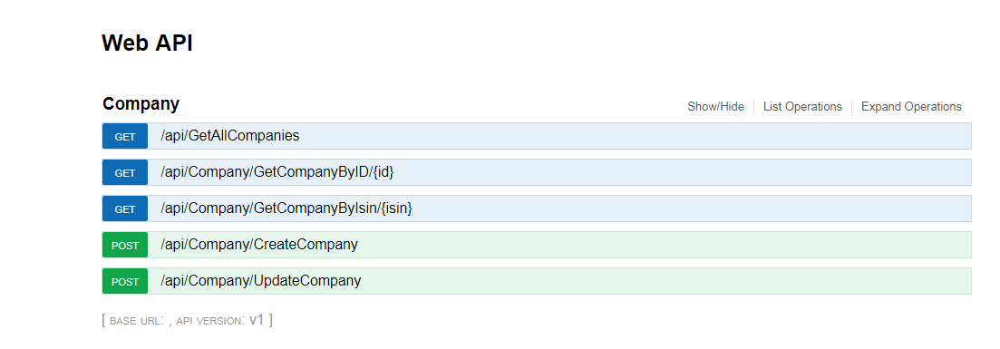 Web API
Company
Show/Hide List Operations Expand Operations
GET /api/GetAllCompanies
GET /api/Company/GetCompanyByID/{id}
GET /api/Company/GetCompanyByIsin/{isin}
POST /api/Company/CreateCompany
POST /api/Company/UpdateCompany
[ BASE URL: , API VERSION: v1 ]